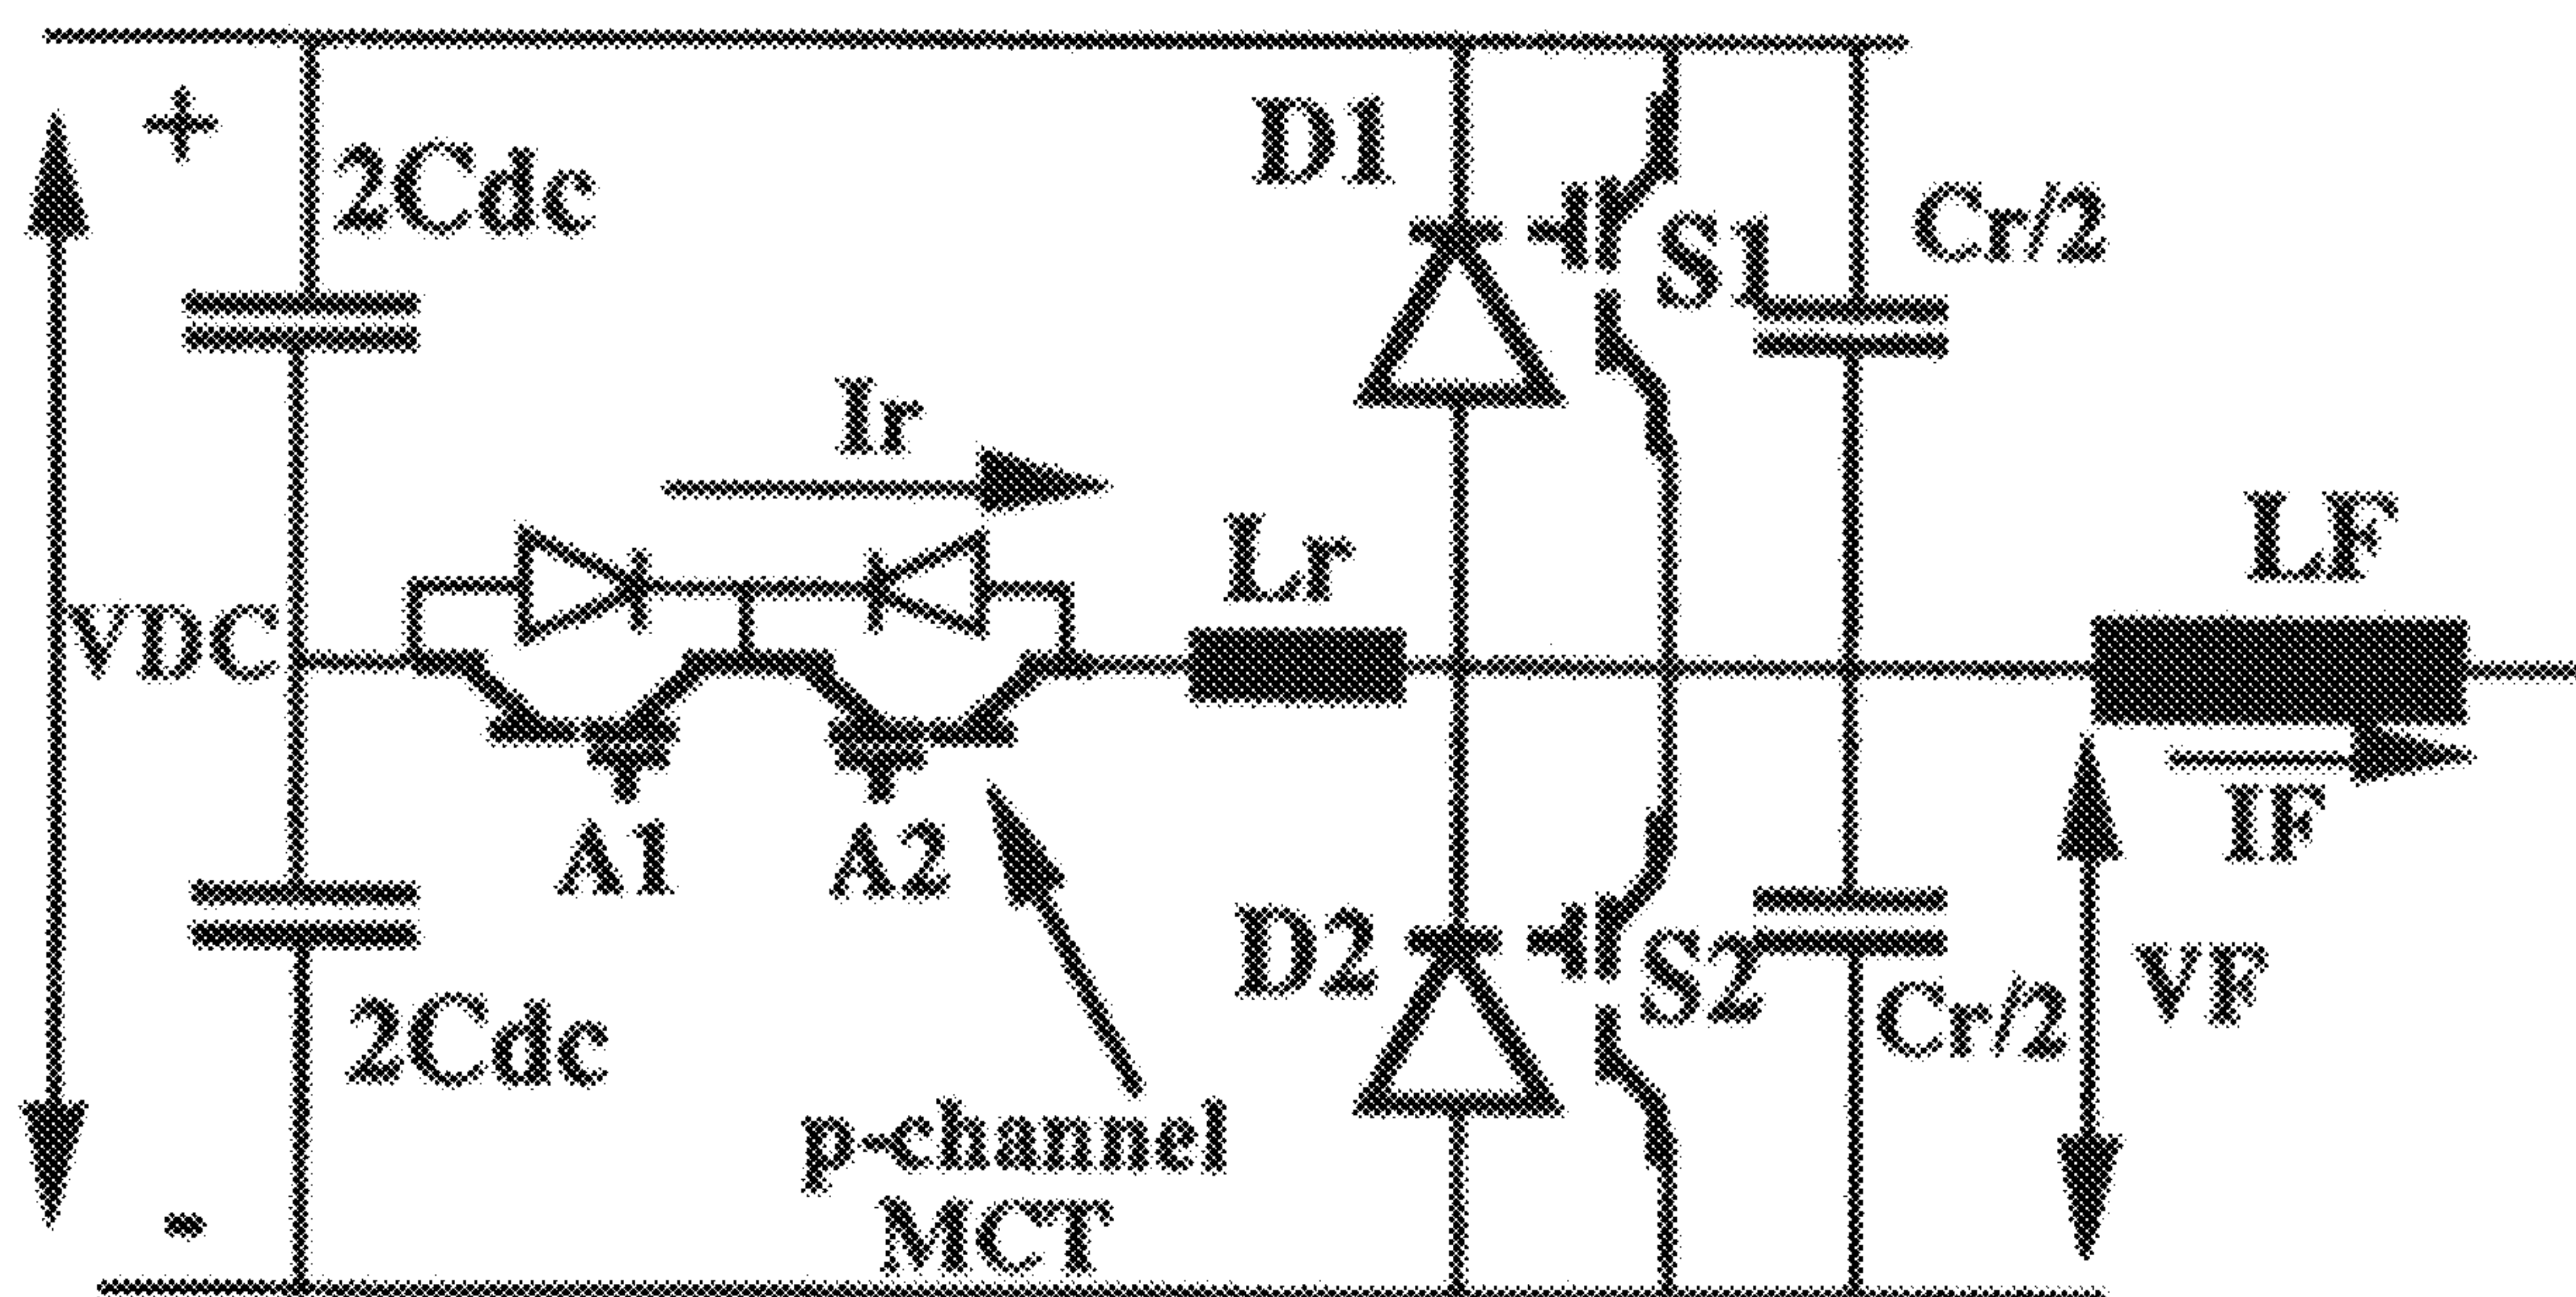 +
2Cdc
D1
S1
Cr/2
Ir
Lr
LF
VDC
IF
A1
A2
D2
S2
VF
Cr/2
2Cdc
p-channel
MCT
-